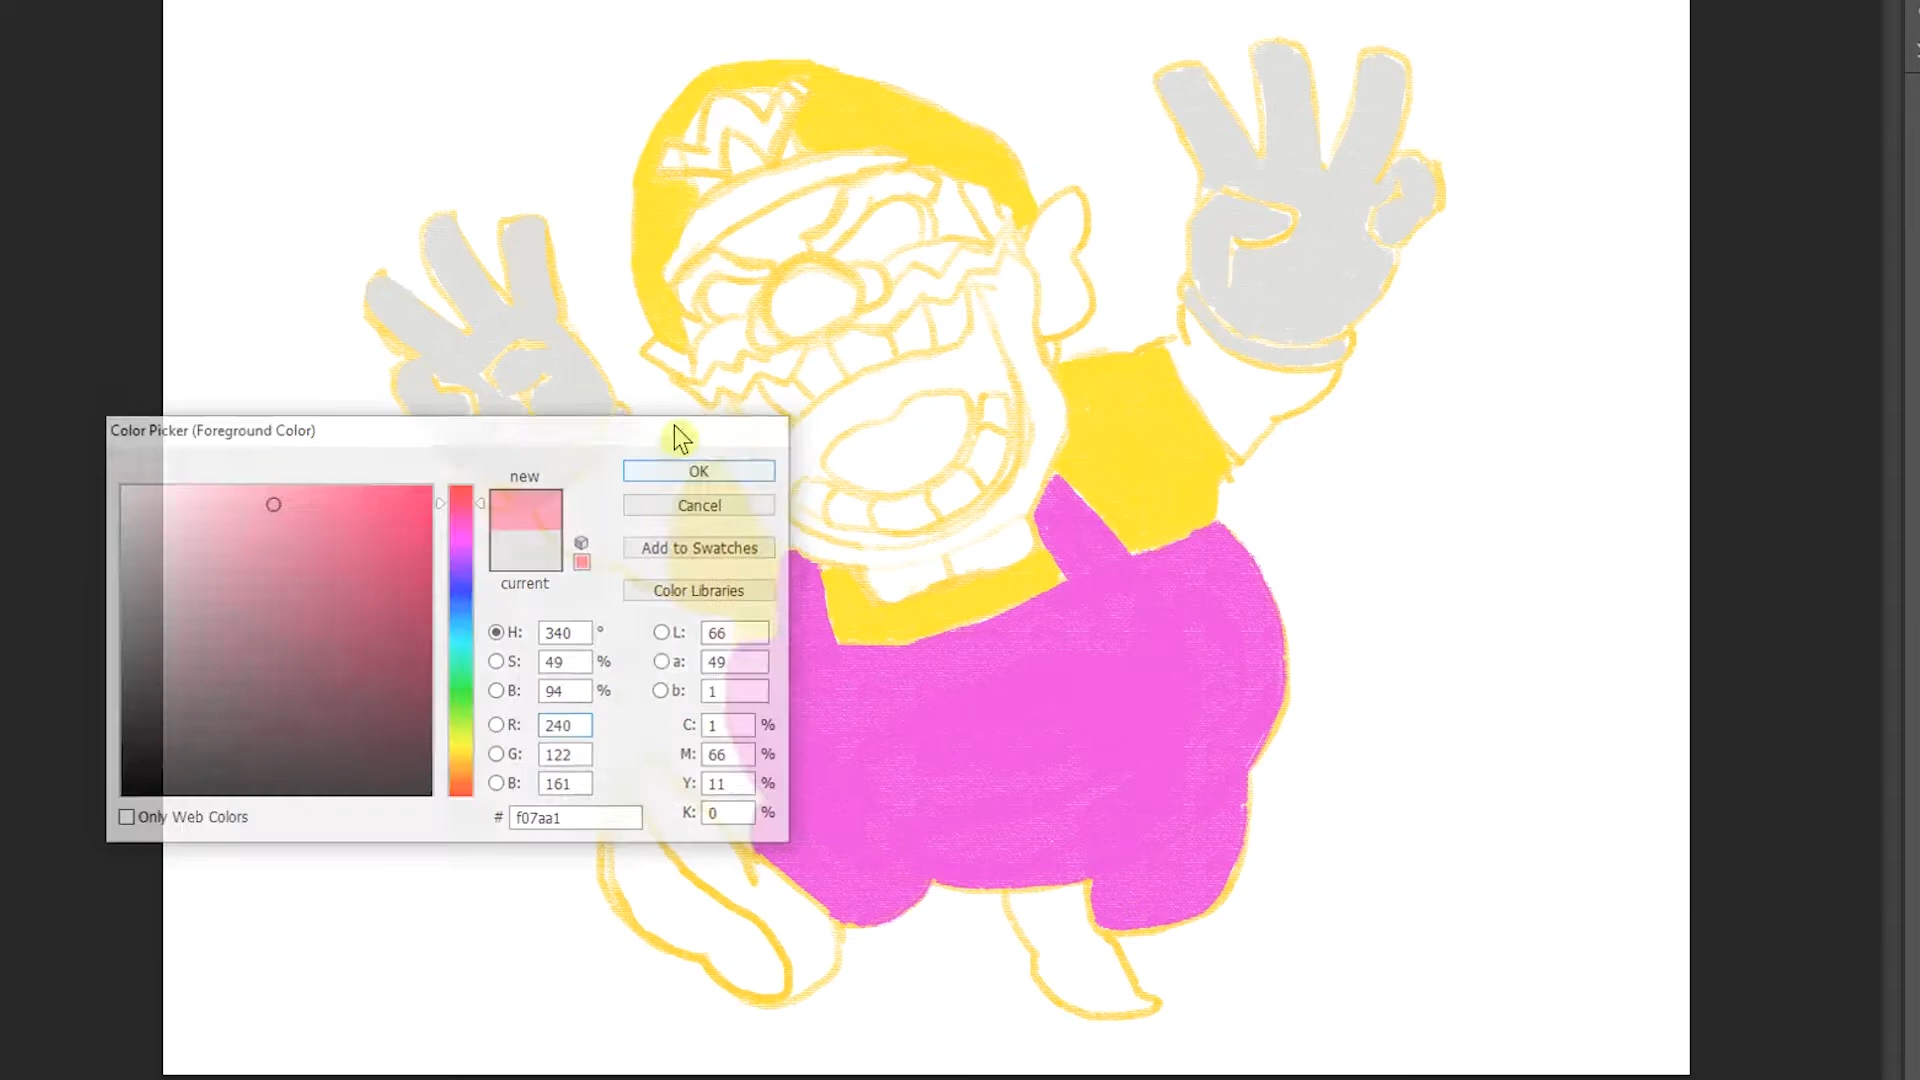 W
Color Picker (Foreground Color)
new
OK
Cancel
Add to Swatches
current
Color Libraries
H: 340 °
L: 66
S: 49 %
a: 49
B: 94 %
b: 1
R: 240
C: 1 %
G: 122
M: 66 %
B: 161
Y: 11 %
Only Web Colors
# f07aa1
K: 0 %